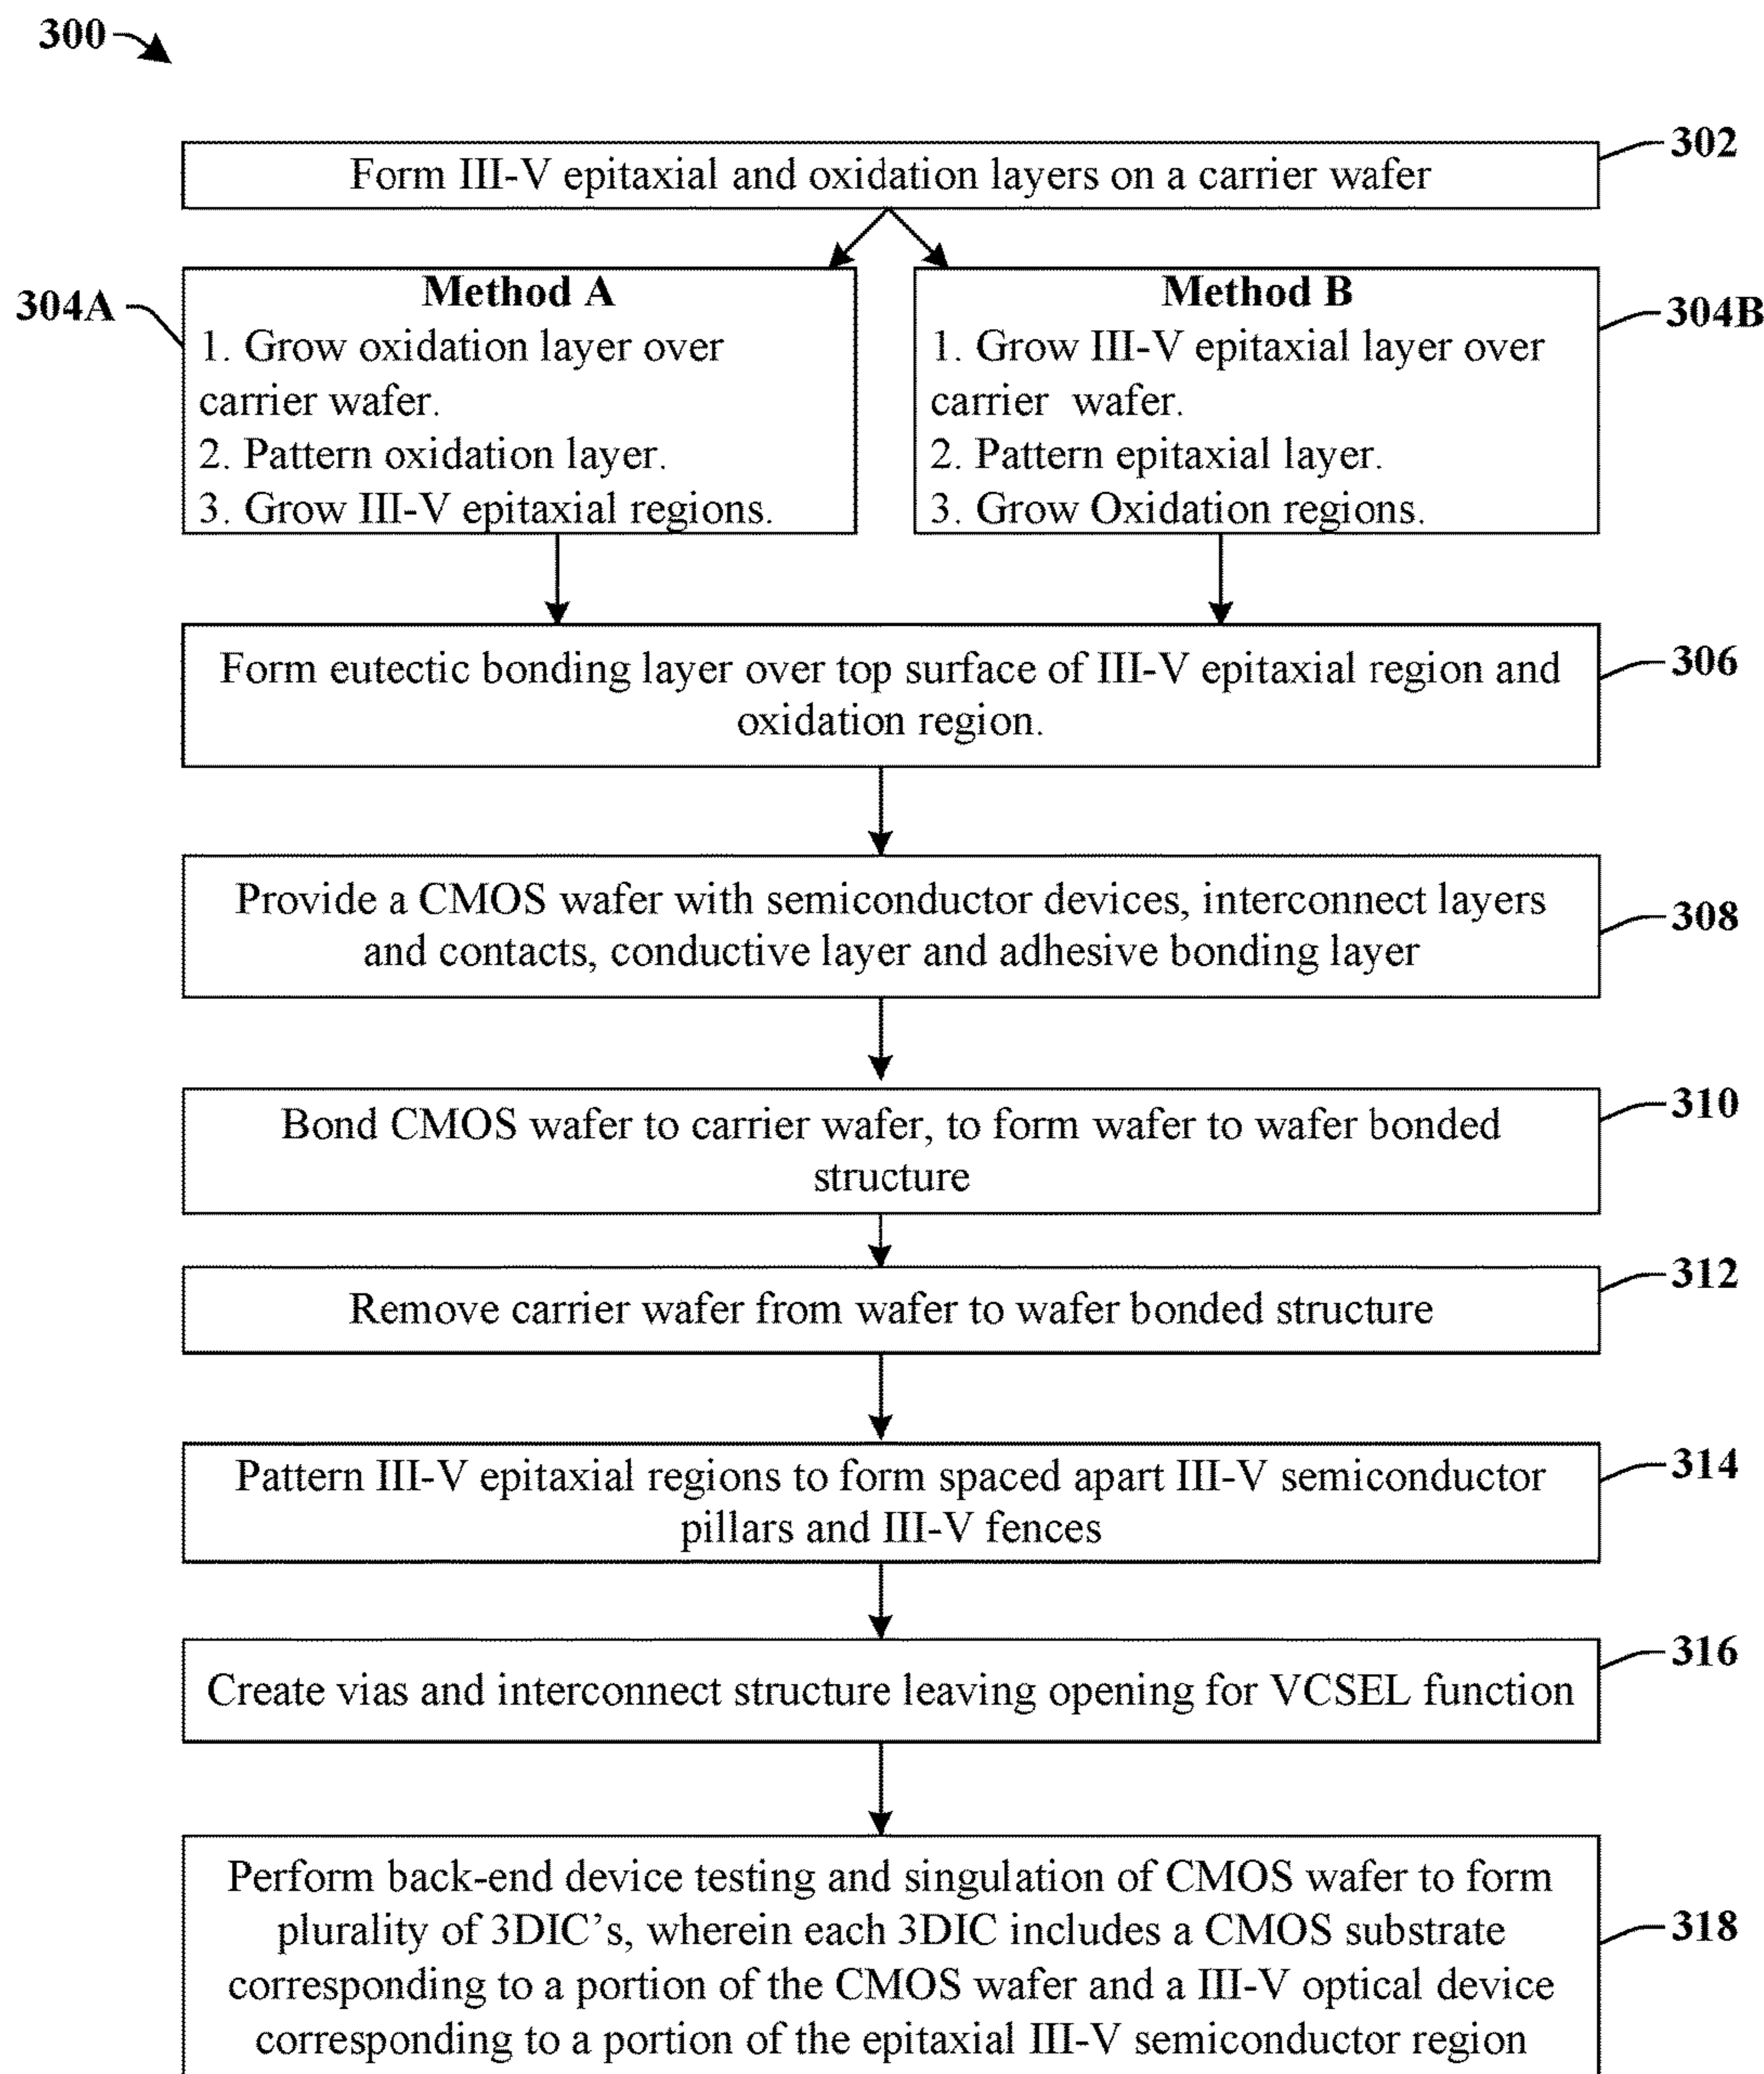 300
302
Form III-V epitaxial and oxidation layers on a carrier wafer
304A
Method A
1. Grow oxidation layer over
carrier wafer.
2. Pattern oxidation layer.
3. Grow III-V epitaxial regions.
304B
Method B
1. Grow III-V epitaxial layer over
carrier wafer.
2. Pattern epitaxial layer.
3. Grow Oxidation regions.
306
Form eutectic bonding layer over top surface of III-V epitaxial region and
oxidation region.
308
Provide a CMOS wafer with semiconductor devices, interconnect layers
and contacts, conductive layer and adhesive bonding layer
310
Bond CMOS wafer to carrier wafer, to form wafer to wafer bonded
structure
312
Remove carrier wafer from wafer to wafer bonded structure
314
Pattern III-V epitaxial regions to form spaced apart III-V semiconductor
pillars and III-V fences
316
Create vias and interconnect structure leaving opening for VCSEL function
318
Perform back-end device testing and singulation of CMOS wafer to form
plurality of 3DIC's, wherein each 3DIC includes a CMOS substrate
corresponding to a portion of the CMOS wafer and a III-V optical device
corresponding to a portion of the epitaxial III-V semiconductor region